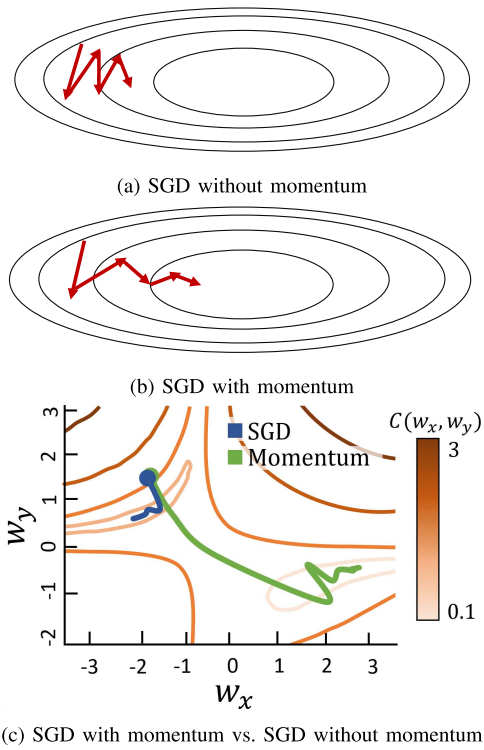 (a) SGD without momentum
(b) SGD with momentum
3
2
1
0
-1
-2
w_y
SGD
Momentum
C(w_x, w_y)
3
0.1
-3 -2 -1 0 1 2 3
w_x
(c) SGD with momentum vs. SGD without momentum